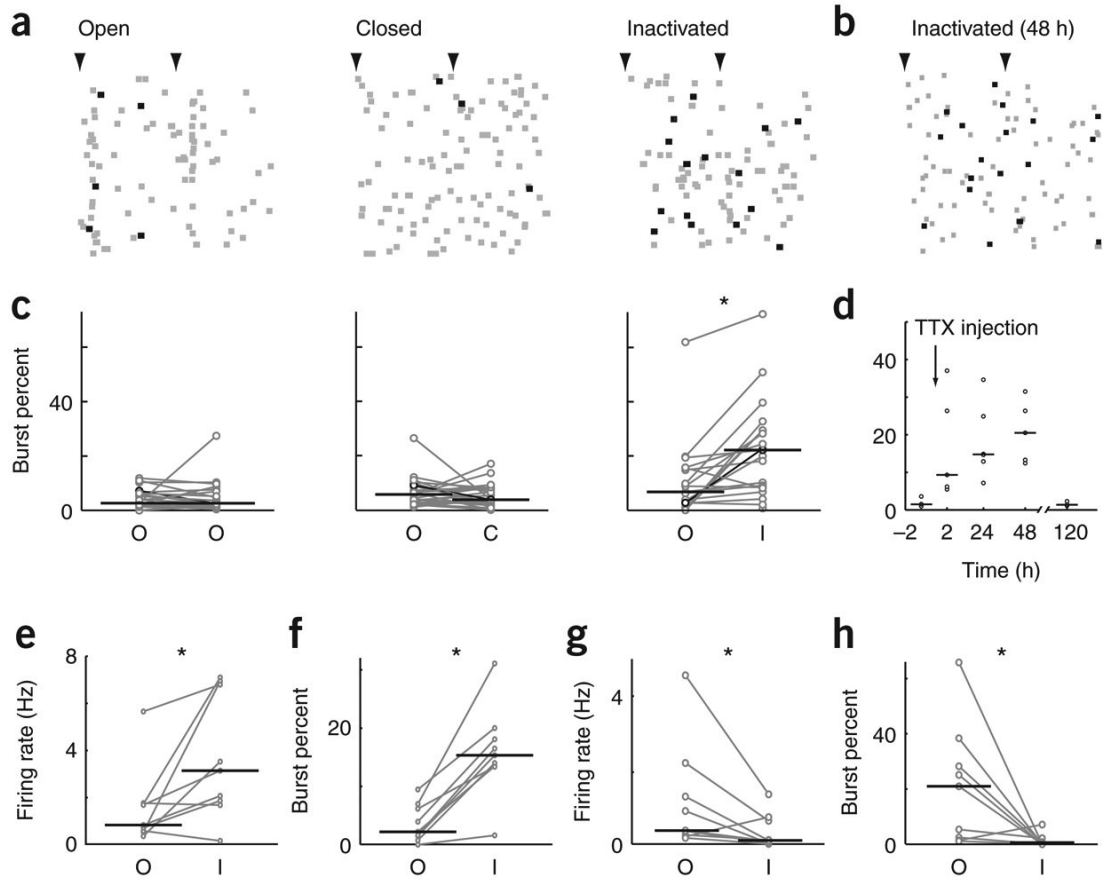 a Open Closed Inactivated b Inactivated (48 h)
c * d
Burst percent
40
0
O O O C O I
TTX injection
40
20
0
–2 2 24 48 120
Time (h)
e * f * g * h *
Firing rate (Hz)
8
4
0
O I
Burst percent
20
0
O I
Firing rate (Hz)
4
0
O I
Burst percent
40
0
O I